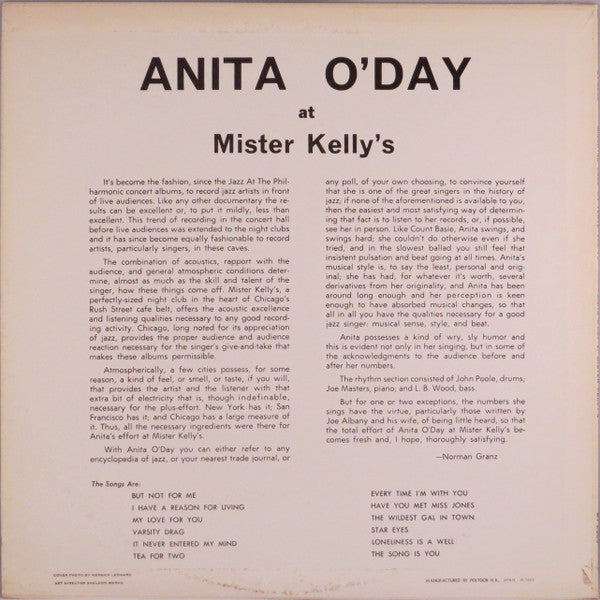 ANITA O'DAY
at
Mister Kelly's
It's become the fashion, since the Jazz At The Phil-
harmonic concert albums, to record jazz artists in front
of live audiences. Like any other documentary the re-
sults can be excellent or, to put it mildly, less than
excellent. This trend of recording in the concert hall
before live audiences was extended to the night clubs
and it has since become equally fashionable to record
artists, particularly singers, in these caves.
The combination of acoustics, rapport with the
audience, and general atmospheric conditions deter-
mine, almost as much as the skill and talent of the
singer, how these things come off. Mister Kelly's, a
perfectly-sized night club in the heart of Chicago's
Rush Street cafe belt, offers the acoustic excellence
and listening qualities necessary to any good record-
ing activity. Chicago, long noted for its appreciation
of jazz, provides the proper audience and audience
reaction necessary for the singer's give-and-take that
makes these albums permissible.
Atmospherically, a few cities possess, for some
reason, a kind of feel, or smell, or taste, if you will,
that provides the artist and the listener with that
extra bit of electricity that is, though indefinable,
necessary for the plus-effort. New York has it; San
Francisco has it; and Chicago has a large measure of
it. Thus, all the necessary ingredients were there for
Anita's effort at Mister Kelly's.
With Anita O'Day you can either refer to any
encyclopedia of jazz, or your nearest trade journal, or
any poll, of your own choosing, to convince yourself
that she is one of the great singers in the history of
jazz; if none of the aforementioned is available to you,
then the easiest and most satisfying way of determin-
ing that fact is to listen to her records, or, if possible,
see her in person. Like Count Basie, Anita swings, and
swings hard; she couldn't do otherwise even if she
tried, and in the slowest ballad you still feel that
insistent pulsation and beat going at all times. Anita's
musical style is, to say the least, personal and orig-
inal; she has had, for whatever it's worth, several
derivatives from her originality, and Anita has been
around long enough and her perception is keen
enough to have absorbed musical changes, so that
all in all you have the qualities necessary for a good
jazz singer: musical sense, style, and beat.
Anita possesses a kind of wry, sly humor and
this is evident not only in her singing, but in some of
the acknowledgments to the audience before and
after her numbers.
The rhythm section consisted of John Poole, drums;
Joe Masters, piano; and L. B. Wood, bass.
But for one or two exceptions, the numbers she
sings have the virtue, particularly those written by
Joe Albany and his wife, of being little heard, so that
the total effort of Anita O'Day at Mister Kelly's be-
comes fresh and, I hope, thoroughly satisfying.
—Norman Granz
The Songs Are:
BUT NOT FOR ME
I HAVE A REASON FOR LIVING
MY LOVE FOR YOU
VARSITY DRAG
IT NEVER ENTERED MY MIND
TEA FOR TWO
EVERY TIME I'M WITH YOU
HAVE YOU MET MISS JONES
THE WILDEST GAL IN TOWN
STAR EYES
LONELINESS IS A WELL
THE SONG IS YOU
COVER PHOTO BY HERMAN LEONARD
ART DIRECTOR SHELDON MARKS
MANUFACTURED BY POLYDOR K.K., JAPAN